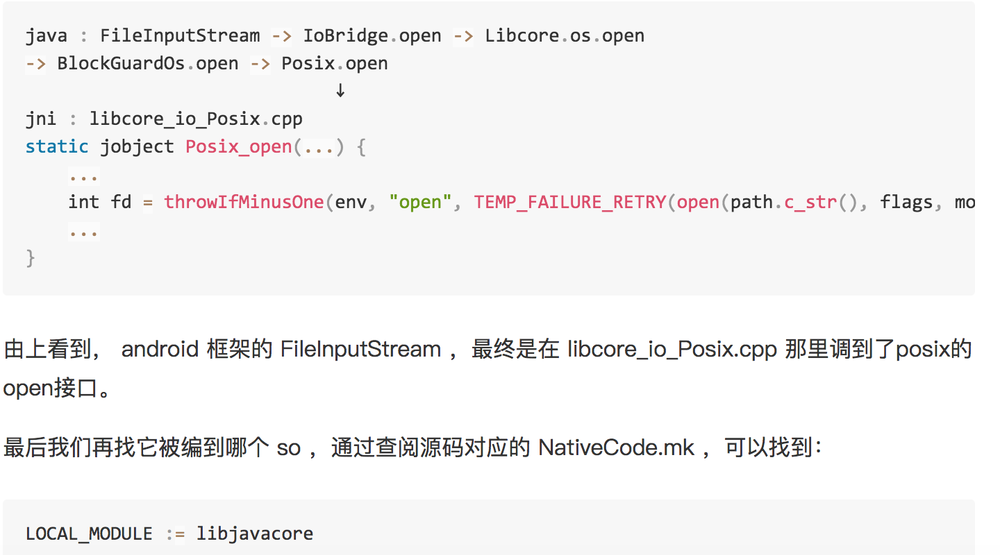 java : FileInputStream -> IoBridge.open -> Libcore.os.open
-> BlockGuardOs.open -> Posix.open
↓
jni : libcore_io_Posix.cpp
static jobject Posix_open(...) {
...
int fd = throwIfMinusOne(env, "open", TEMP_FAILURE_RETRY(open(path.c_str(), flags, mo
...
}
由上看到， android 框架的 FileInputStream ，最终是在 libcore_io_Posix.cpp 那里调到了posix的
open接口。
最后我们再找它被编到哪个 so ，通过查阅源码对应的 NativeCode.mk ，可以找到：
LOCAL_MODULE := libjavacore